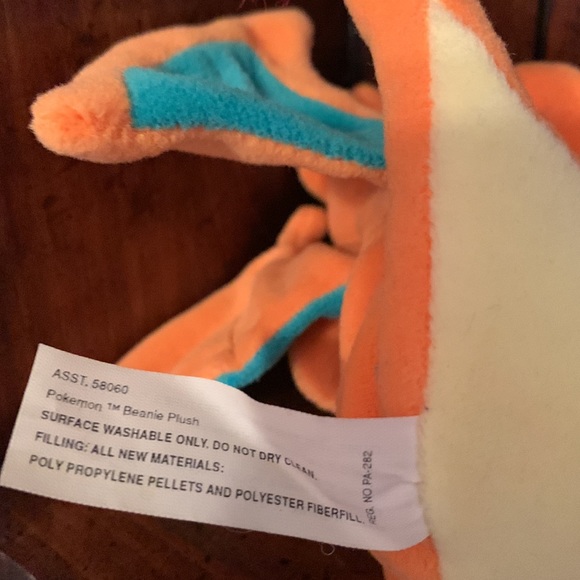 ASST. 58060
Pokemon ™ Beanie Plush
SURFACE WASHABLE ONLY. DO NOT DRY CLEAN.
FILLING: ALL NEW MATERIALS:
POLY PROPYLENE PELLETS AND POLYESTER FIBERFILL.
REG. NO PA-282